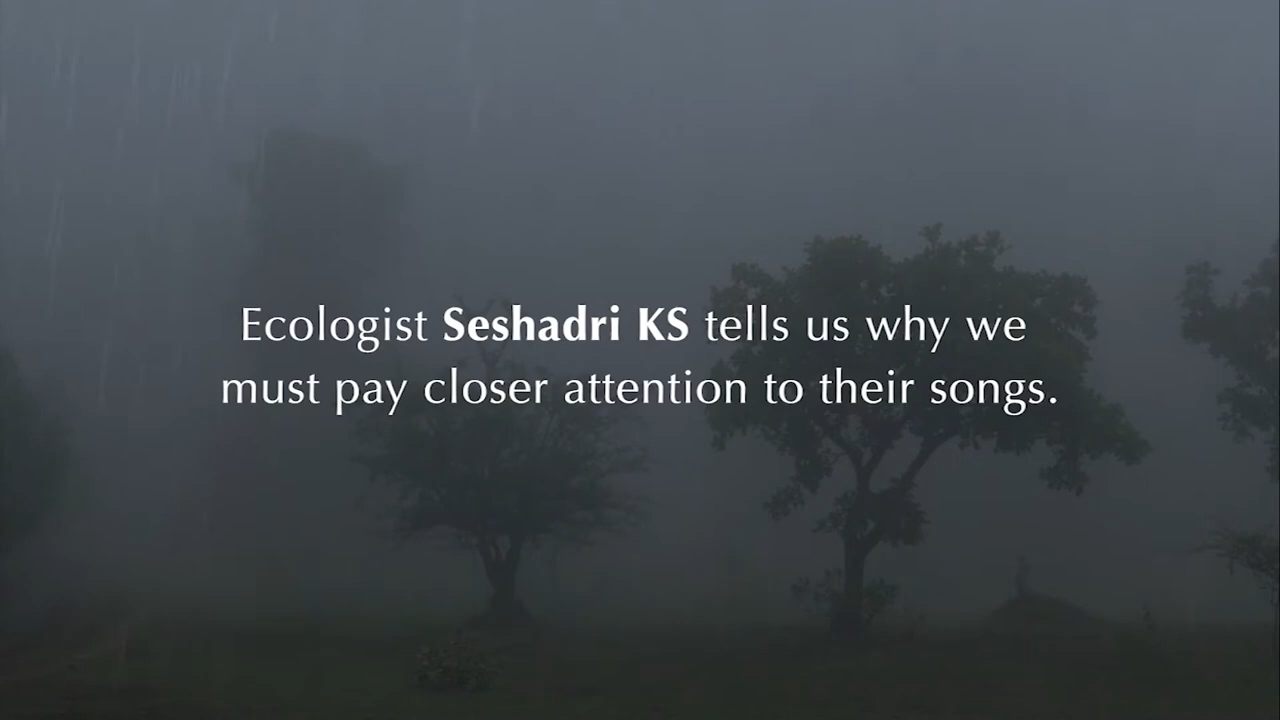 Ecologist Seshadri KS tells us why we
must pay closer attention to their songs.